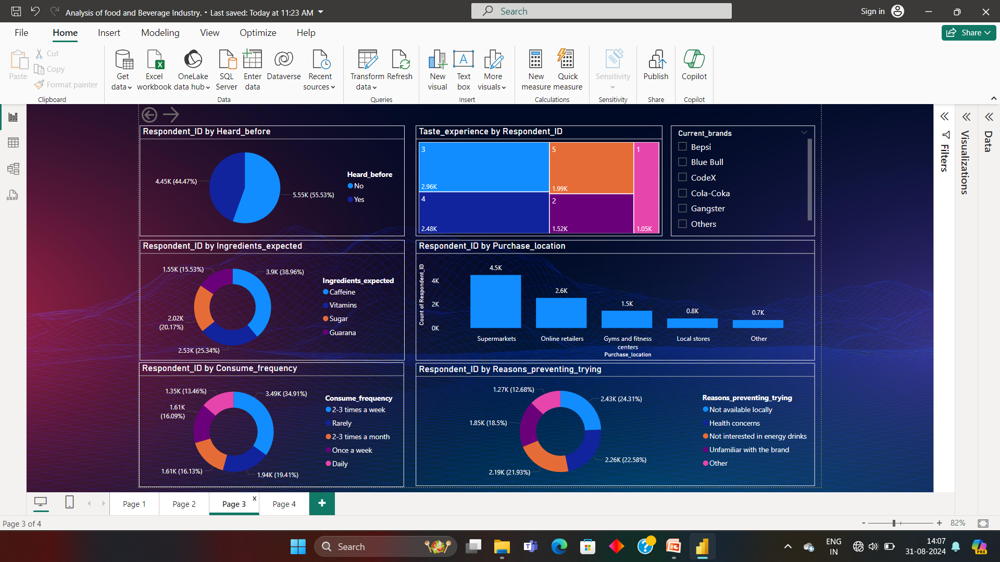 Analysis of food and Beverage Industry. • Last saved: Today at 11:23 AM
Search
Sign in
File
Home
Insert
Modeling
View
Optimize
Help
Share
Paste
Cut
Copy
Format painter
Clipboard
Get data
Excel workbook
OneLake data hub
SQL Server
Enter data
Dataverse
Recent sources
Data
Transform data
Refresh
Queries
New visual
Text box
More visuals
Insert
New measure
Quick measure
Calculations
Sensitivity
Sensitivity
Publish
Share
Copilot
Copilot
DAX
Respondent_ID by Heard_before
4.45K (44.47%)
5.55K (55.53%)
Heard_before
No
Yes
Taste_experience by Respondent_ID
3
2.96K
4
2.48K
5
1.99K
2
1.52K
1
1.05K
Current_brands
Bepsi
Blue Bull
CodeX
Cola-Coka
Gangster
Others
Filters
Visualizations
Data
Respondent_ID by Ingredients_expected
1.55K (15.53%)
3.9K (38.96%)
2.02K
(20.17%)
2.53K (25.34%)
Ingredients_expected
Caffeine
Vitamins
Sugar
Guarana
Respondent_ID by Purchase_location
Count of Respondent_ID
4K
2K
0K
4.5K
2.6K
1.5K
0.8K
0.7K
Supermarkets
Online retailers
Gyms and fitness
centers
Local stores
Other
Purchase_location
Respondent_ID by Consume_frequency
1.35K (13.46%)
3.49K (34.91%)
1.61K
(16.09%)
1.61K (16.13%)
1.94K (19.41%)
Consume_frequency
2-3 times a week
Rarely
2-3 times a month
Once a week
Daily
Respondent_ID by Reasons_preventing_trying
1.27K (12.68%)
2.43K (24.31%)
1.85K (18.5%)
2.26K (22.58%)
2.19K (21.93%)
Reasons_preventing_trying
Not available locally
Health concerns
Not interested in energy drinks
Unfamiliar with the brand
Other
Page 1
Page 2
Page 3
x
Page 4
+
Page 3 of 4
- + 82%
Search
ENG
IN
14:07
31-08-2024
PRE